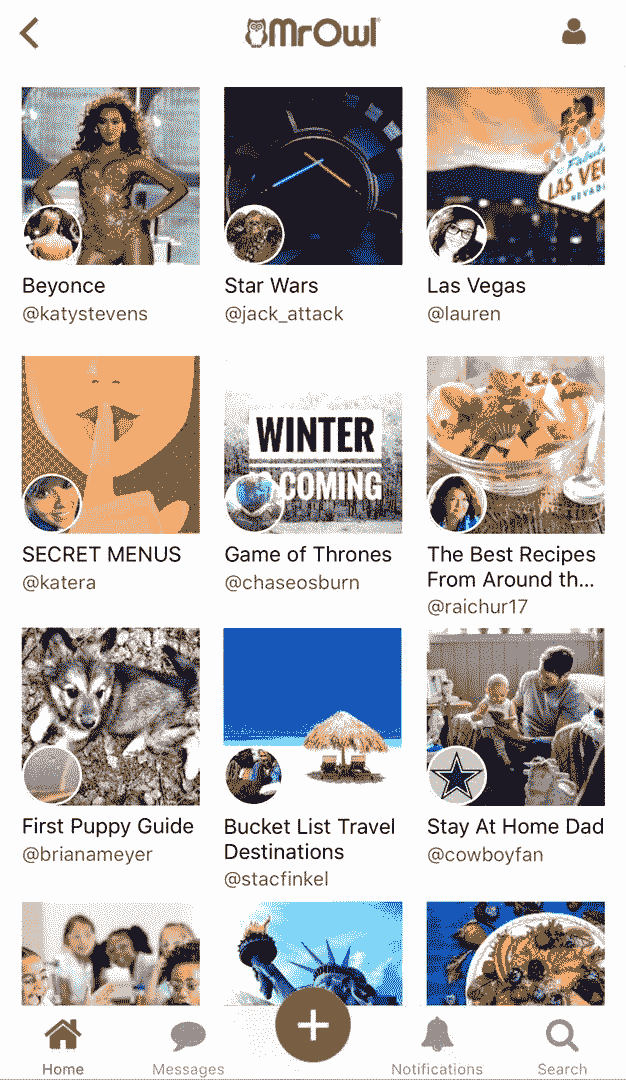 MrOwl
Beyonce
@katystevens
Star Wars
@jack_attack
Fabulous
LAS VEG
NEVADA
Las Vegas
@lauren
SECRET MENUS
@katera
WINTER
COMING
Game of Thrones
@chaseosburn
The Best Recipes
From Around th...
@raichur17
First Puppy Guide
@brianameyer
Bucket List Travel
Destinations
@stacfinkel
Stay At Home Dad
@cowboyfan
Home
Messages
Notifications
Search